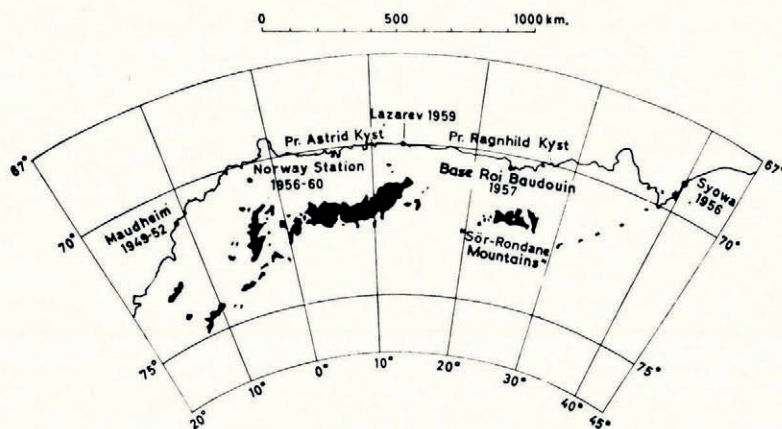 0 500 1000 km.
Lazarev 1959
Pr. Astrid Kyst
Pr. Ragnhild Kyst
67°
67°
Norway Station
1956-60
Base Roi Baudouin
1957
Syowa
1956
Maudheim
1949-52
70°
70°
"Sör-Rondane
Mountains"
75°
75°
20°
10°
0°
10°
20°
30°
40°
45°